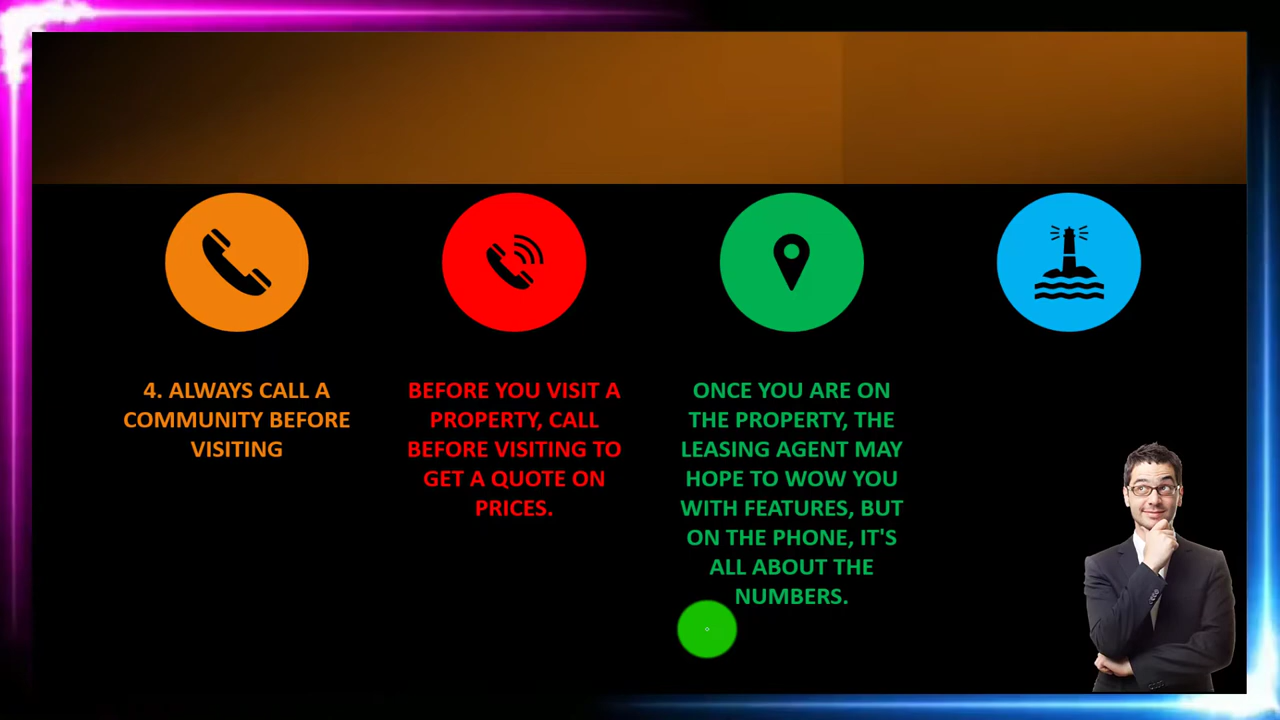 4. ALWAYS CALL A
COMMUNITY BEFORE
VISITING
BEFORE YOU VISIT A
PROPERTY, CALL
BEFORE VISITING TO
GET A QUOTE ON
PRICES.
ONCE YOU ARE ON
THE PROPERTY, THE
LEASING AGENT MAY
HOPE TO WOW YOU
WITH FEATURES, BUT
ON THE PHONE, IT'S
ALL ABOUT THE
NUMBERS.